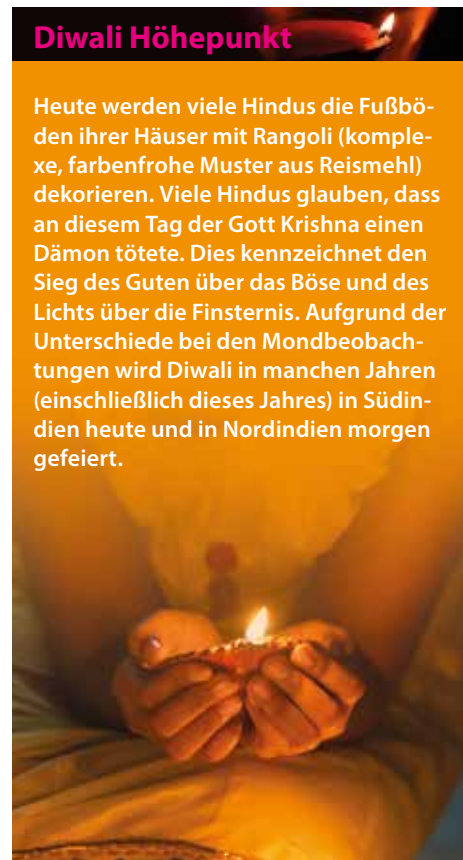 Diwali Höhepunkt
Heute werden viele Hindus die Fußbö-
den ihrer Häuser mit Rangoli (komple-
xe, farbenfrohe Muster aus Reismehl)
dekorieren. Viele Hindus glauben, dass
an diesem Tag der Gott Krishna einen
Dämon tötete. Dies kennzeichnet den
Sieg des Guten über das Böse und des
Lichts über die Finsternis. Aufgrund der
Unterschiede bei den Mondbeobach-
tungen wird Diwali in manchen Jahren
(einschließlich dieses Jahres) in Südin-
dien heute und in Nordindien morgen
gefeiert.